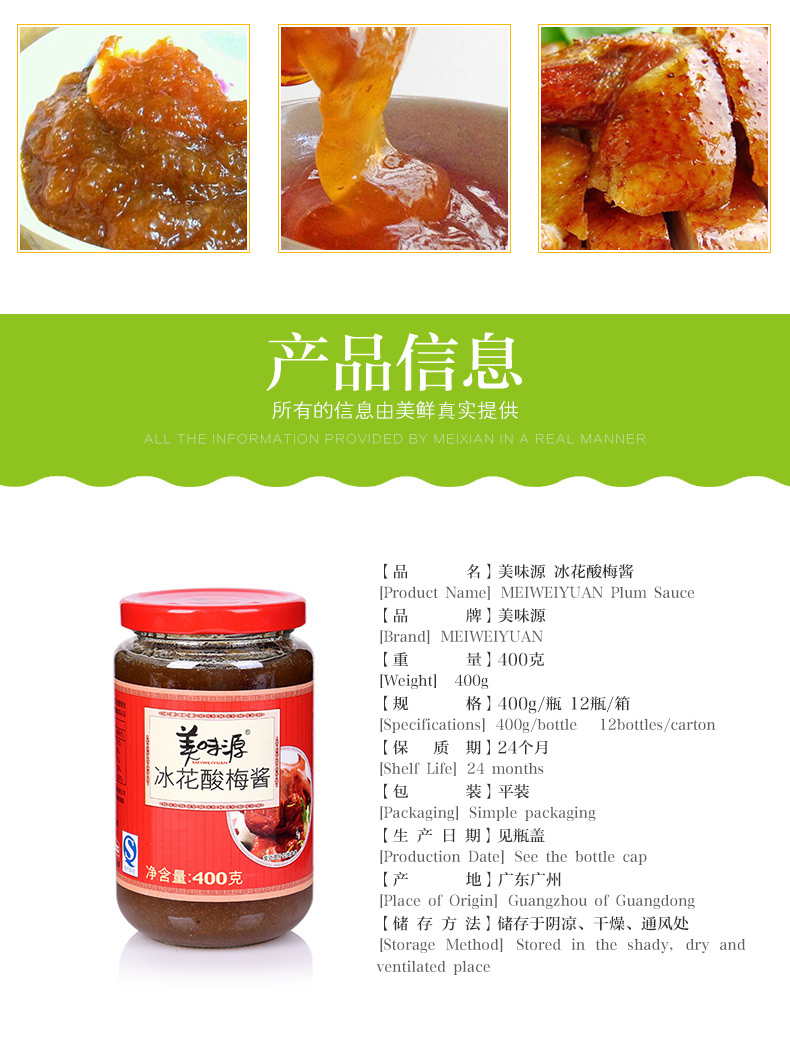 产品信息
所有的信息由美鲜真实提供
ALL THE INFORMATION PROVIDED BY MEIXIAN IN A REAL MANNER
【品 名】美味源 冰花酸梅酱
[Product Name] MEIWEIYUAN Plum Sauce
【品 牌】美味源
[Brand] MEIWEIYUAN
【重 量】400克
[Weight] 400g
【规 格】400g/瓶 12瓶/箱
[Specifications] 400g/bottle 12bottles/carton
【保 质 期】24个月
[Shelf Life] 24 months
【包 装】平装
[Packaging] Simple packaging
【生 产 日 期】见瓶盖
[Production Date] See the bottle cap
【产 地】广东广州
[Place of Origin] Guangzhou of Guangdong
【储 存 方 法】储存于阴凉、干燥、通风处
[Storage Method] Stored in the shady, dry and
ventilated place
美味源®
MEIWEIYUAN
冰花酸梅酱
净含量:400克